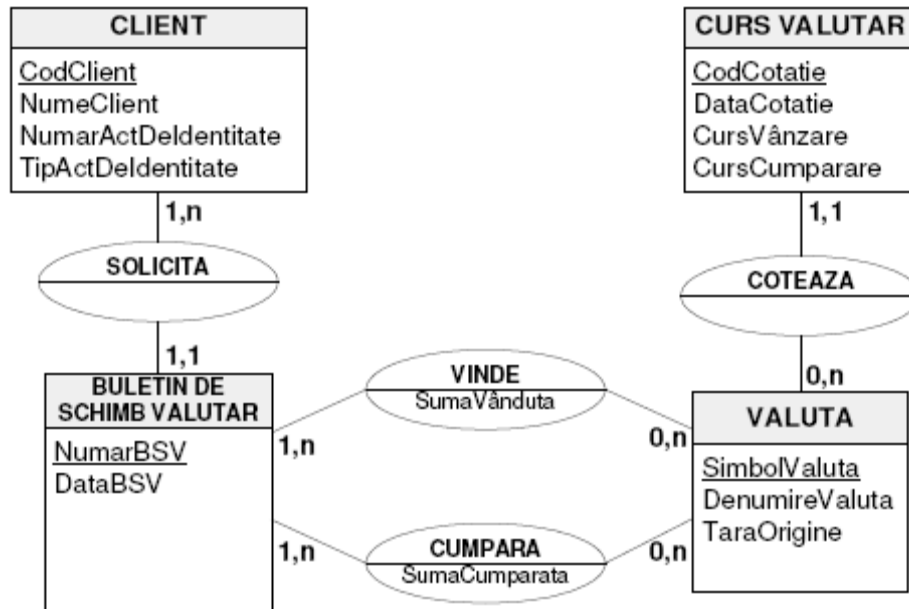 CLIENT
CodClient
NumeClient
NumarActDeIdentitate
TipActDeIdentitate
CURS VALUTAR
CodCotatie
DataCotatie
CursVânzare
CursCumparare
1,n
SOLICITA
1,1
1,1
COTEAZA
0,n
BULETIN DE
SCHIMB VALUTAR
NumarBSV
DataBSV
VINDE
SumaVânduta
1,n
0,n
VALUTA
SimbolValuta
DenumireValuta
TaraOrigine
1,n
CUMPARA
SumaCumparata
0,n